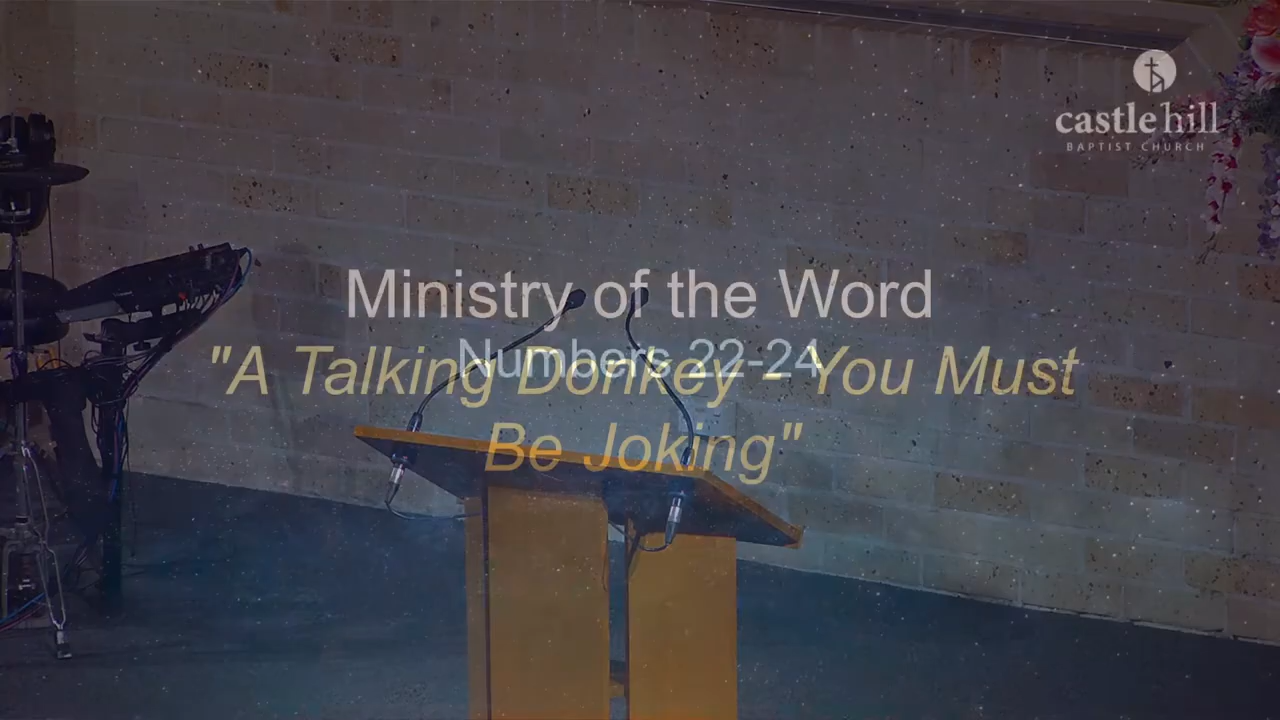 castle hill
BAPTIST CHURCH
Ministry of the Word
Numbers 22-24
"A Talking Donkey - You Must
Be Joking"